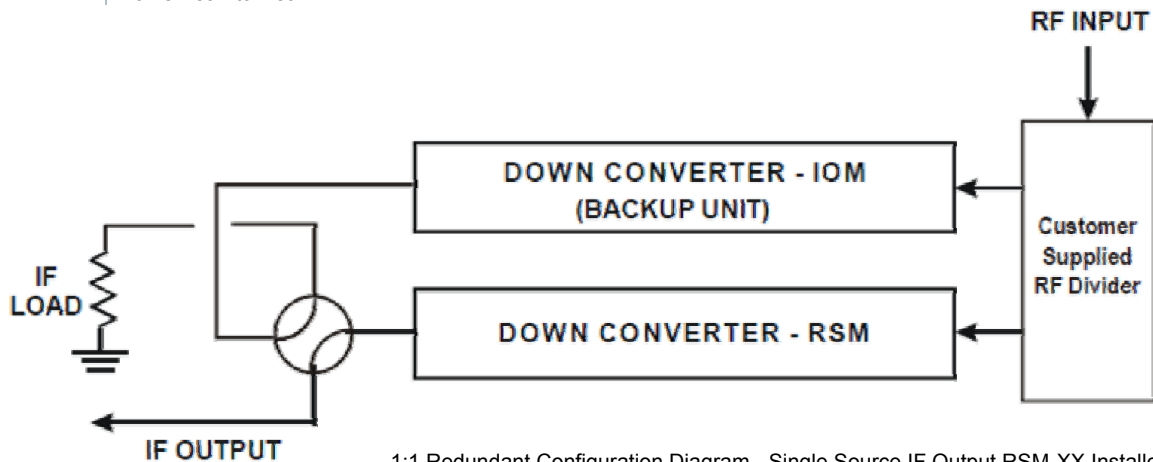 RF INPUT
DOWN CONVERTER - IOM
(BACKUP UNIT)
Customer
Supplied
RF Divider
IF
LOAD
DOWN CONVERTER - RSM
IF OUTPUT
1:1 Redundant Configuration Diagram - Single Source IF Output RSM-XX Installe